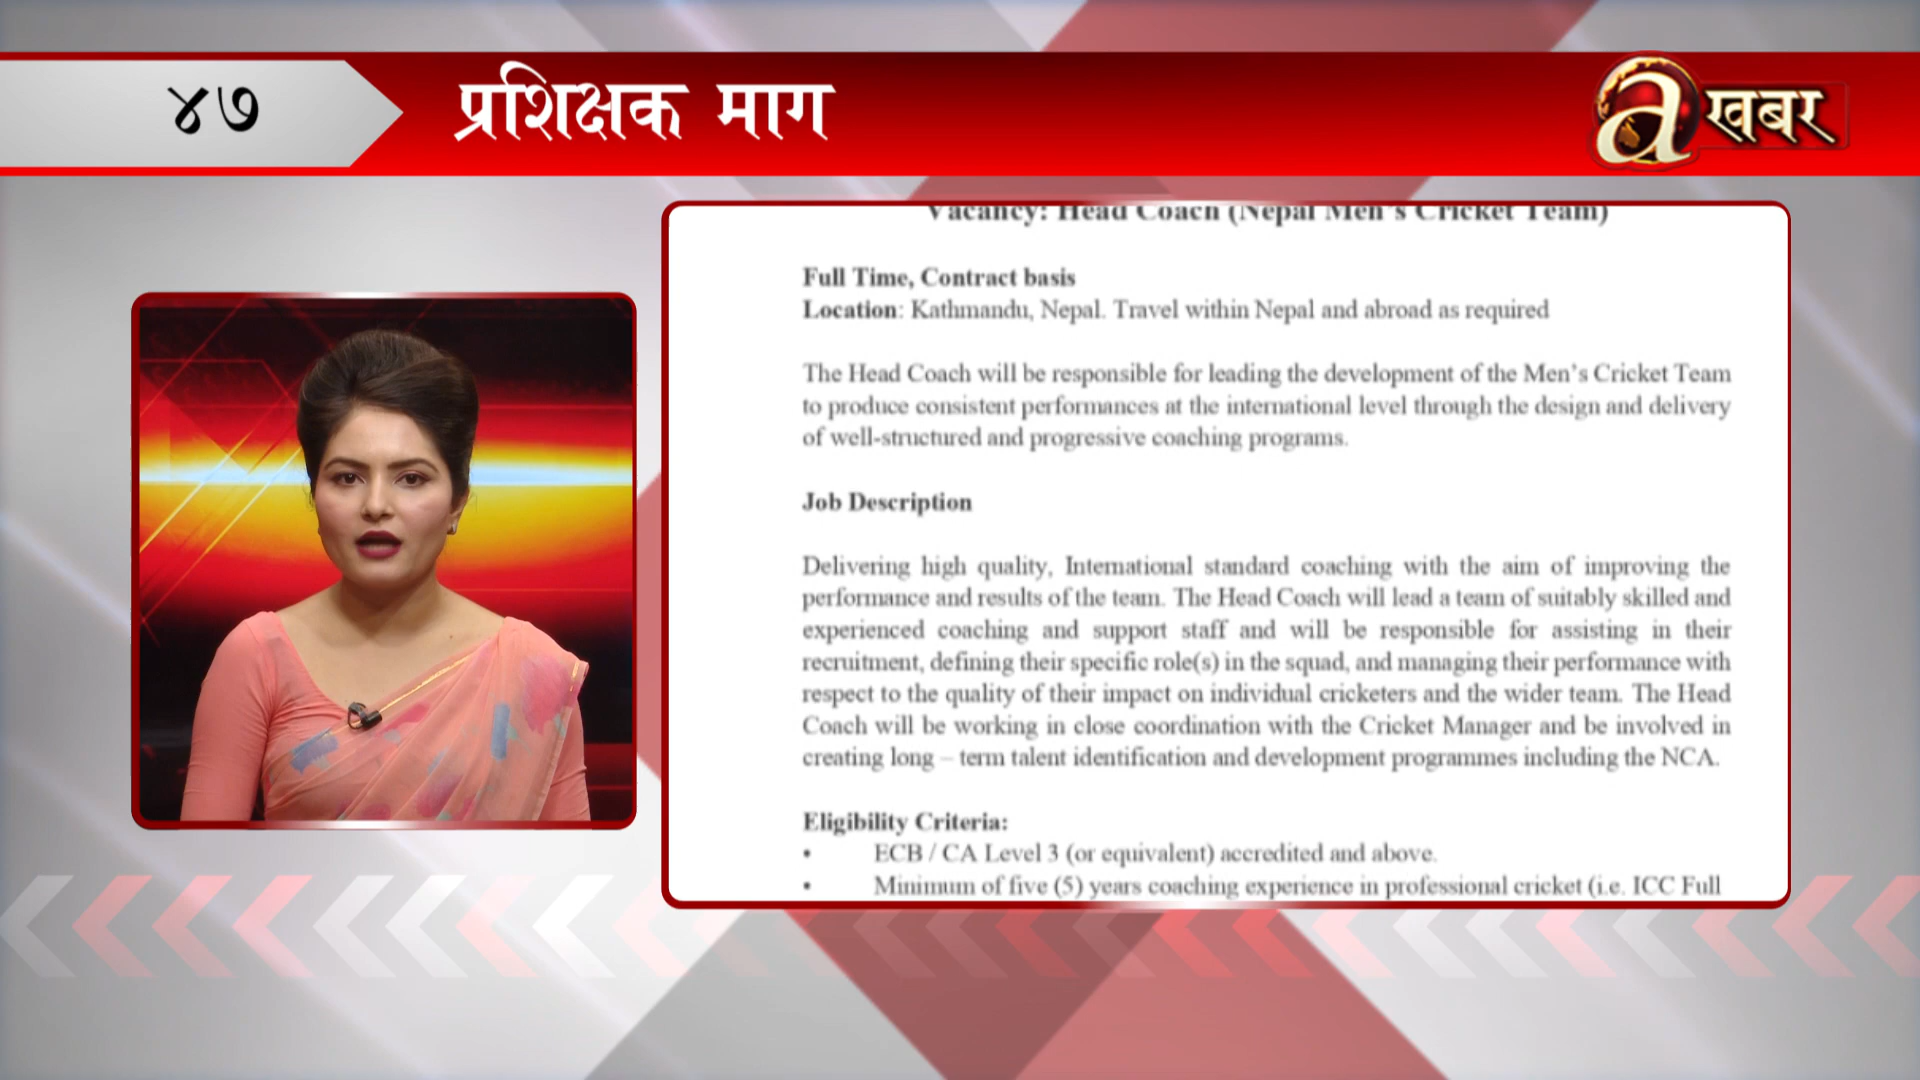 ४७
प्रशिक्षक माग
a खबर
Vacancy: Head Coach (Nepal Men's Cricket Team)
Full Time, Contract basis
Location: Kathmandu, Nepal. Travel within Nepal and abroad as required
The Head Coach will be responsible for leading the development of the Men's Cricket Team
to produce consistent performances at the international level through the design and delivery
of well-structured and progressive coaching programs.
Job Description
Delivering high quality, International standard coaching with the aim of improving the
performance and results of the team. The Head Coach will lead a team of suitably skilled and
experienced coaching and support staff and will be responsible for assisting in their
recruitment, defining their specific role(s) in the squad, and managing their performance with
respect to the quality of their impact on individual cricketers and the wider team. The Head
Coach will be working in close coordination with the Cricket Manager and be involved in
creating long – term talent identification and development programmes including the NCA.
Eligibility Criteria:
• ECB / CA Level 3 (or equivalent) accredited and above.
• Minimum of five (5) years coaching experience in professional cricket (i.e. ICC Full